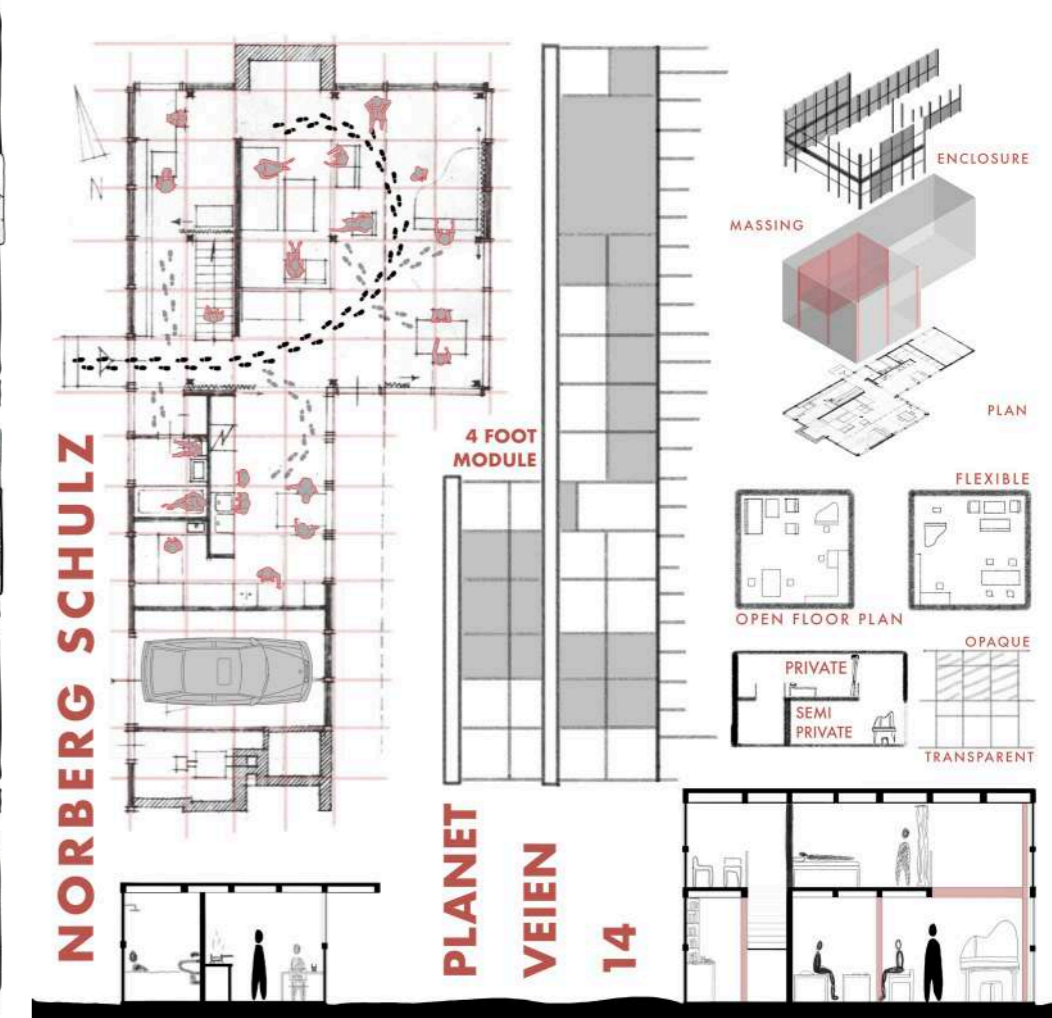 NORBERG SCHULZ
N
4 FOOT
MODULE
PLANET
VEIEN
14
ENCLOSURE
MASSING
PLAN
FLEXIBLE
OPEN FLOOR PLAN
OPAQUE
PRIVATE
SEMI
PRIVATE
TRANSPARENT